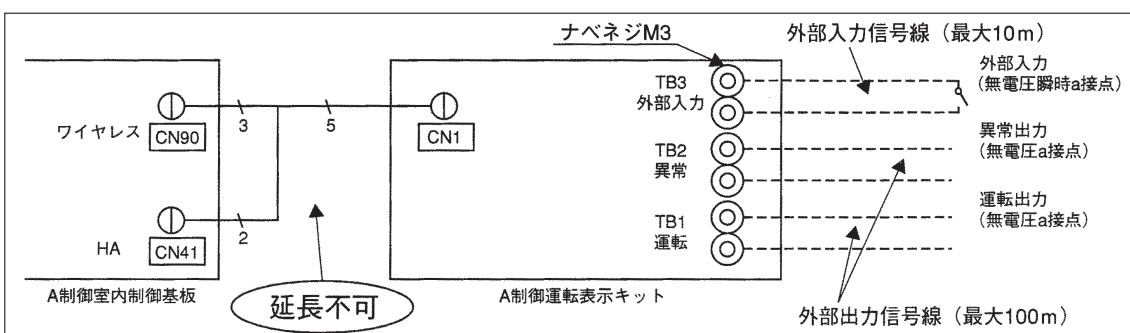 ナベネジM3
外部入力信号線（最大10m）
TB3
外部入力
外部入力
（無電圧瞬時a接点）
ワイヤレス
CN90
3
5
CN1
TB2
異常
異常出力
（無電圧a接点）
HA
CN41
2
TB1
運転
運転出力
（無電圧a接点）
A制御室内制御基板
延長不可
A制御運転表示キット
外部出力信号線（最大100m）